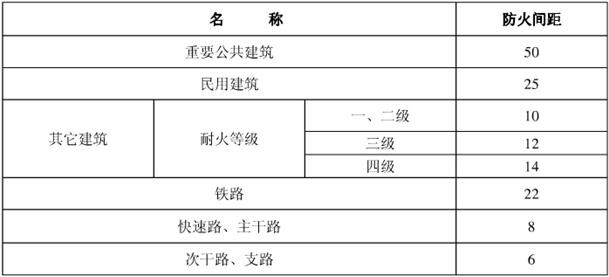 名 称 防火间距
重要公共建筑 50
民用建筑 25
其它建筑 耐火等级 一、二级 10
三级 12
四级 14
铁路 22
快速路、主干路 8
次干路、支路 6